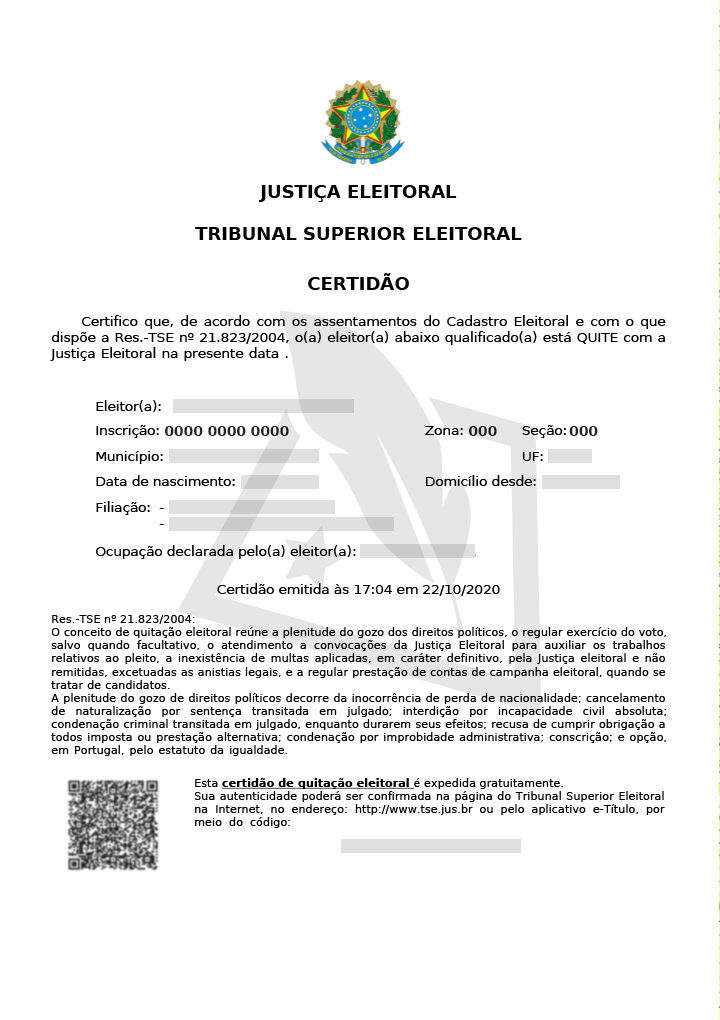 JUSTIÇA ELEITORAL
TRIBUNAL SUPERIOR ELEITORAL
CERTIDÃO
Certifico que, de acordo com os assentamentos do Cadastro Eleitoral e com o que
dispõe a Res.-TSE nº 21.823/2004, o(a) eleitor(a) abaixo qualificado(a) está QUITE com a
Justiça Eleitoral na presente data .
Eleitor(a):
Inscrição: 0000 0000 0000 Zona: 000 Seção: 000
Município: UF:
Data de nascimento: Domicílio desde:
Filiação: -
-
Ocupação declarada pelo(a) eleitor(a): .
Certidão emitida às 17:04 em 22/10/2020
Res.-TSE nº 21.823/2004:
O conceito de quitação eleitoral reúne a plenitude do gozo dos direitos políticos, o regular exercício do voto,
salvo quando facultativo, o atendimento a convocações da Justiça Eleitoral para auxiliar os trabalhos
relativos ao pleito, a inexistência de multas aplicadas, em caráter definitivo, pela Justiça eleitoral e não
remitidas, excetuadas as anistias legais, e a regular prestação de contas de campanha eleitoral, quando se
tratar de candidatos.
A plenitude do gozo de direitos políticos decorre da inocorrência de perda de nacionalidade; cancelamento
de naturalização por sentença transitada em julgado; interdição por incapacidade civil absoluta;
condenação criminal transitada em julgado, enquanto durarem seus efeitos; recusa de cumprir obrigação a
todos imposta ou prestação alternativa; condenação por improbidade administrativa; conscrição; e opção,
em Portugal, pelo estatuto da igualdade.
Esta certidão de quitação eleitoral é expedida gratuitamente.
Sua autenticidade poderá ser confirmada na página do Tribunal Superior Eleitoral
na Internet, no endereço: http://www.tse.jus.br ou pelo aplicativo e-Título, por
meio do código: